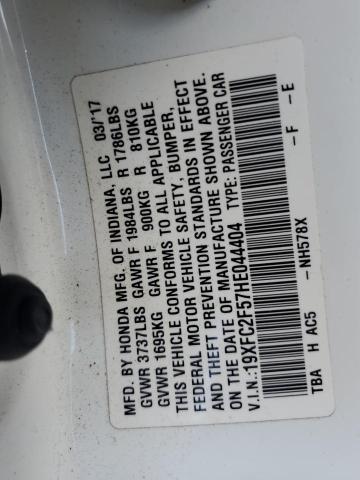 MFD. BY HONDA MFG. OF INDIANA, LLC 03/'17
GVWR 3737LBS GAWR F 1984LBS R 1786LBS
GVWR 1695KG GAWR F 900KG R 810KG
THIS VEHICLE CONFORMS TO ALL APPLICABLE
FEDERAL MOTOR VEHICLE SAFETY, BUMPER,
AND THEFT PREVENTION STANDARDS IN EFFECT
ON THE DATE OF MANUFACTURE SHOWN ABOVE.
V.I.N.:19XFC2F57HE044404 TYPE: PASSENGER CAR
TBA H AC5 -NH578X -F -E